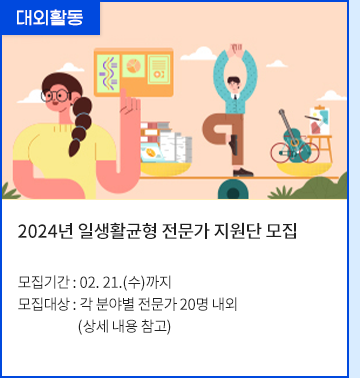 대외활동
2024년 일생활균형 전문가 지원단 모집
모집기간 : 02. 21.(수)까지
모집대상 : 각 분야별 전문가 20명 내외
(상세 내용 참고)